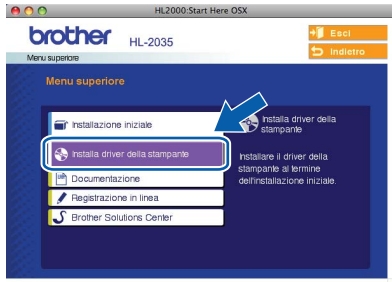 HL2000:Start Here OSX
brother HL-2035
Esci
Indietro
Menu superiore
Menu superiore
Installazione iniziale
Installa driver della stampante
Documentazione
Registrazione in linea
Brother Solutions Center
Installa driver della
stampante
Installare il driver della
stampante al termine
dell'installazione iniziale.